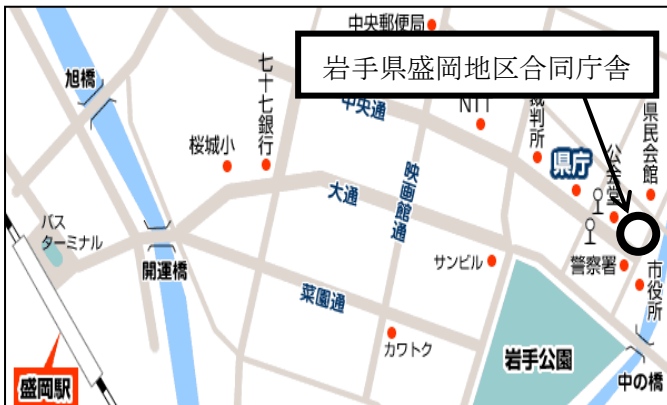 中央郵便局
岩手県盛岡地区合同庁舎
旭橋
七十七銀行
中央通
NTT
裁判所
県民会館
桜城小
県庁
公会堂
映画館通
大通
バス
ターミナル
開運橋
サンビル
警察署
市役所
菜園通
カワトク
岩手公園
盛岡駅
中の橋